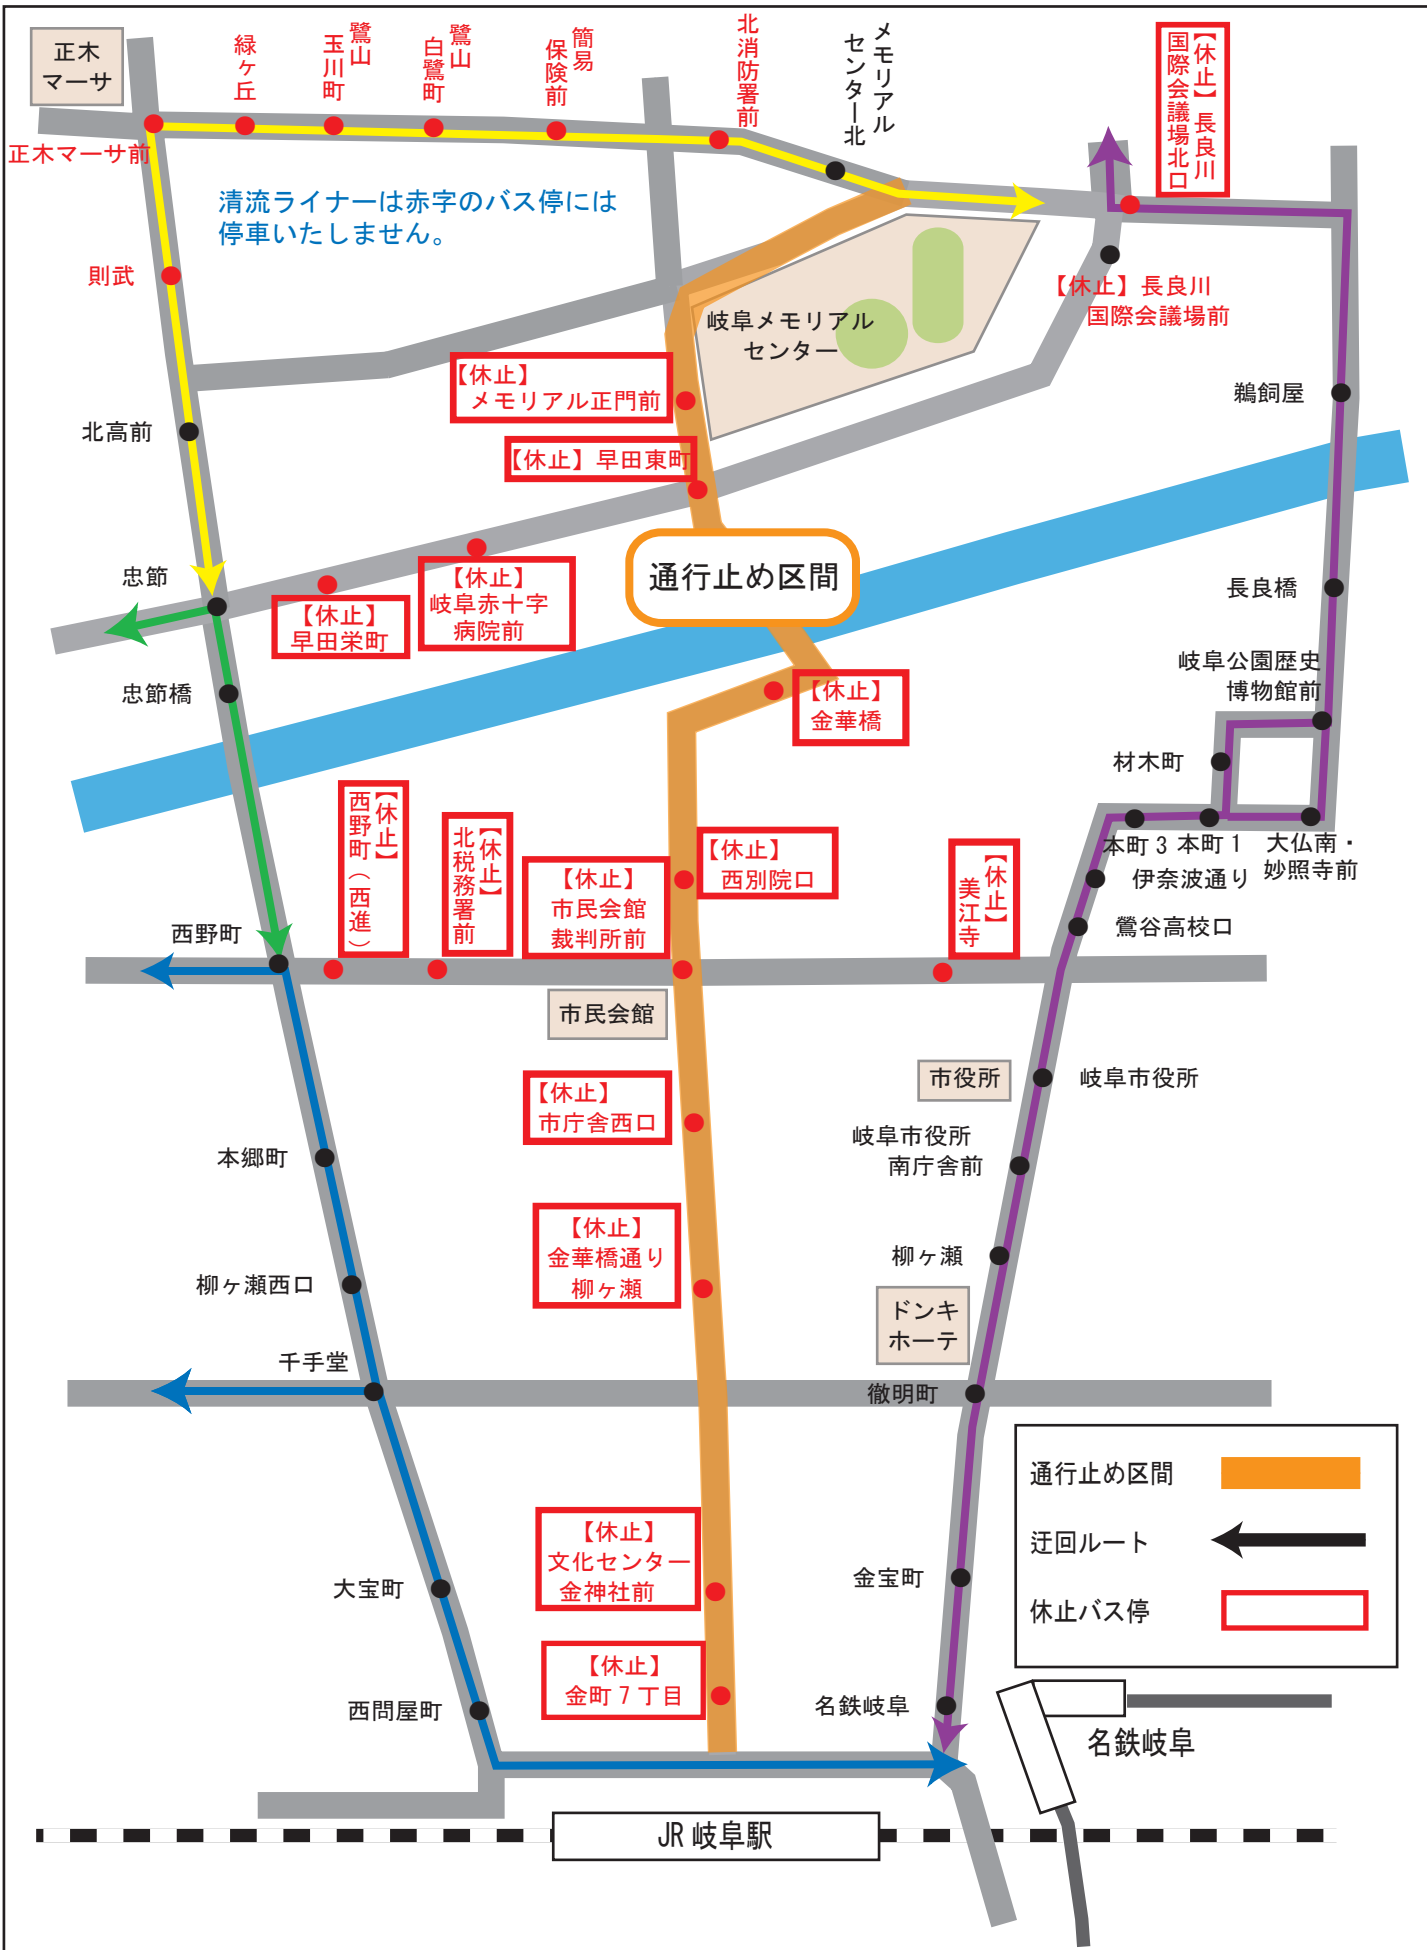 正木
マーサ
緑ヶ丘
鷺山
玉川町
鷺山
白鷺町
簡易
保険前
北消防署前
メモリアル
センター北
【休止】長良川
国際会議場北口
正木マーサ前
清流ライナーは赤字のバス停には
停車いたしません。
則武
【休止】長良川
国際会議場前
岐阜メモリアル
センター
【休止】
メモリアル正門前
鵜飼屋
北高前
【休止】早田東町
通行止め区間
忠節
【休止】
岐阜赤十字
病院前
【休止】
早田栄町
長良橋
忠節橋
【休止】
金華橋
岐阜公園歴史
博物館前
材木町
【休止】
西野町（西進）
【休止】
北税務署前
【休止】
市民会館
裁判所前
【休止】
西別院口
【休止】
美江寺
本町3
本町1
大仏南・
妙照寺前
伊奈波通り
鶯谷高校口
西野町
市民会館
市役所
岐阜市役所
【休止】
市庁舎西口
岐阜市役所
南庁舎前
本郷町
【休止】
金華橋通り
柳ヶ瀬
柳ヶ瀬
柳ヶ瀬西口
ドンキ
ホーテ
千手堂
徹明町
通行止め区間
迂回ルート
休止バス停
【休止】
文化センター
金神社前
大宝町
金宝町
【休止】
金町7丁目
西問屋町
名鉄岐阜
名鉄岐阜
JR岐阜駅